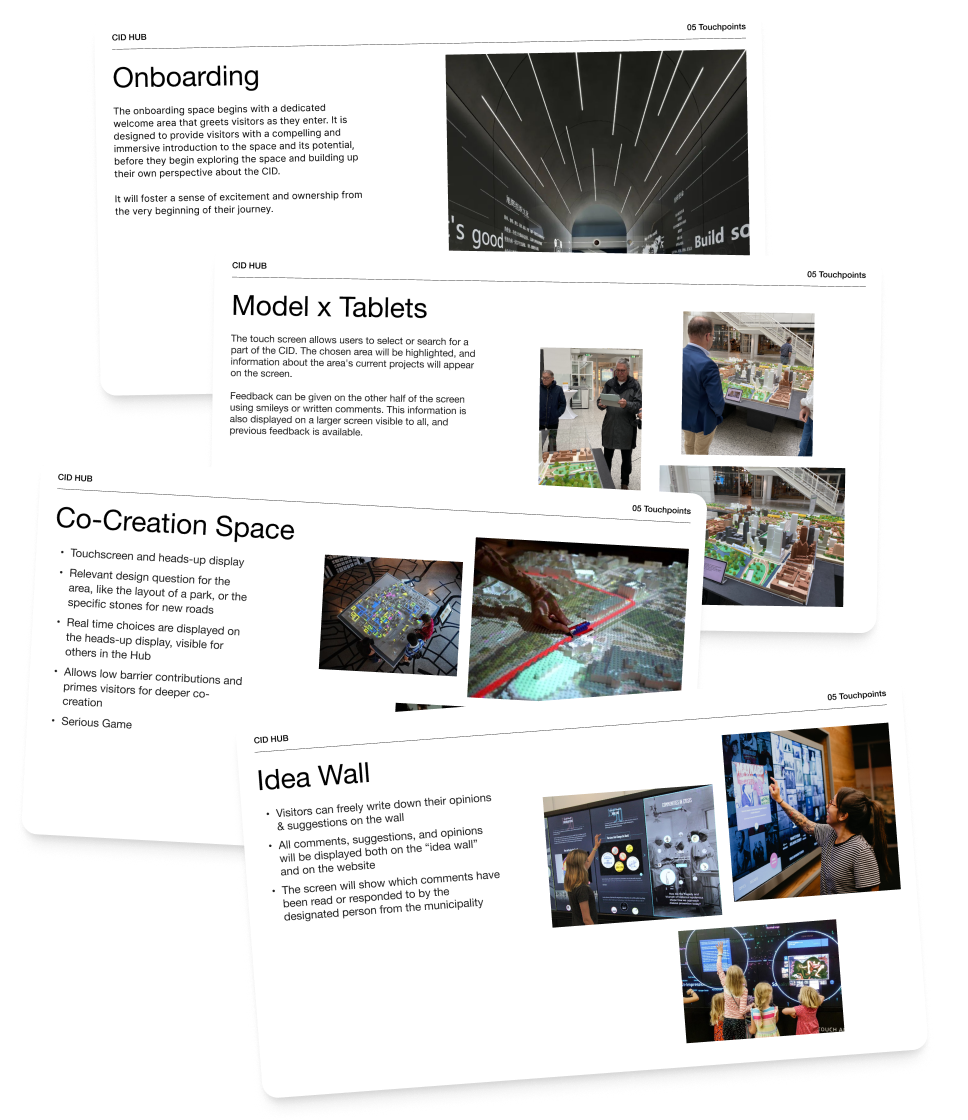 CID HUB
05 Touchpoints
Onboarding
The onboarding space begins with a dedicated
welcome area that greets visitors as they enter. It is
designed to provide visitors with a compelling and
immersive introduction to the space and its potential,
before they begin exploring the space and building up
their own perspective about the CID.
It will foster a sense of excitement and ownership from
the very beginning of their journey.
's good
Build so
CID HUB
05 Touchpoints
Model x Tablets
The touch screen allows users to select or search for a
part of the CID. The chosen area will be highlighted, and
information about the area's current projects will appear
on the screen.
Feedback can be given on the other half of the screen
using smileys or written comments. This information is
also displayed on a larger screen visible to all, and
previous feedback is available.
CID HUB
05 Touchpoints
Co-Creation Space
• Touchscreen and heads-up display
• Relevant design question for the
area, like the layout of a park, or the
specific stones for new roads
• Real time choices are displayed on
the heads-up display, visible for
others in the Hub
• Allows low barrier contributions and
primes visitors for deeper co-
creation
• Serious Game
CID HUB
05 Touchpoints
Idea Wall
• Visitors can freely write down their opinions
& suggestions on the wall
• All comments, suggestions, and opinions
will be displayed both on the “idea wall”
and on the website
• The screen will show which comments have
been read or responded to by the
designated person from the municipality